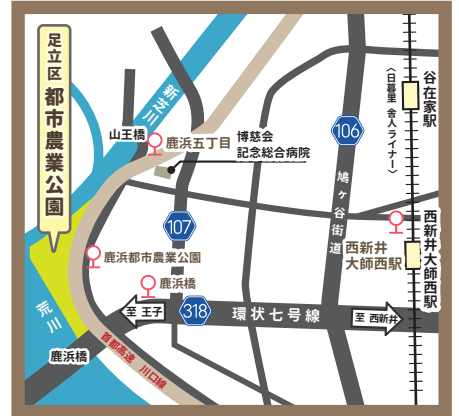 足立区 都市農業公園
新芝川
山王橋
鹿浜五丁目
博慈会
記念総合病院
106
鳩ヶ谷街道
谷在家駅
〈日暮里 舎人ライナー〉
107
鹿浜都市農業公園
西新井
大師西駅
西新井大師西駅
鹿浜橋
至 王子
318
環状七号線
至 西新井
荒川
鹿浜橋
首都高速 川口線